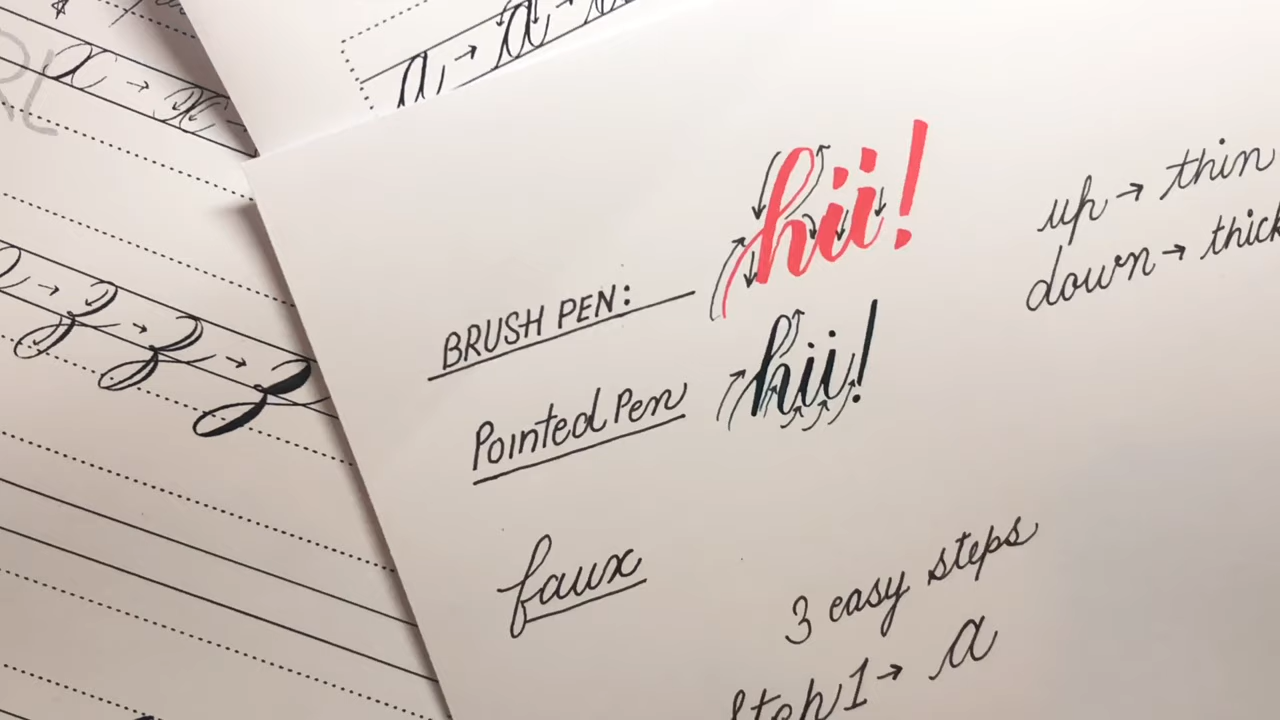 a → a →
x → x -
z → z → z
BRUSH PEN: hii!
up → thin
down → thick
Pointed Pen hii!
faux
3 easy steps
Step 1 → a